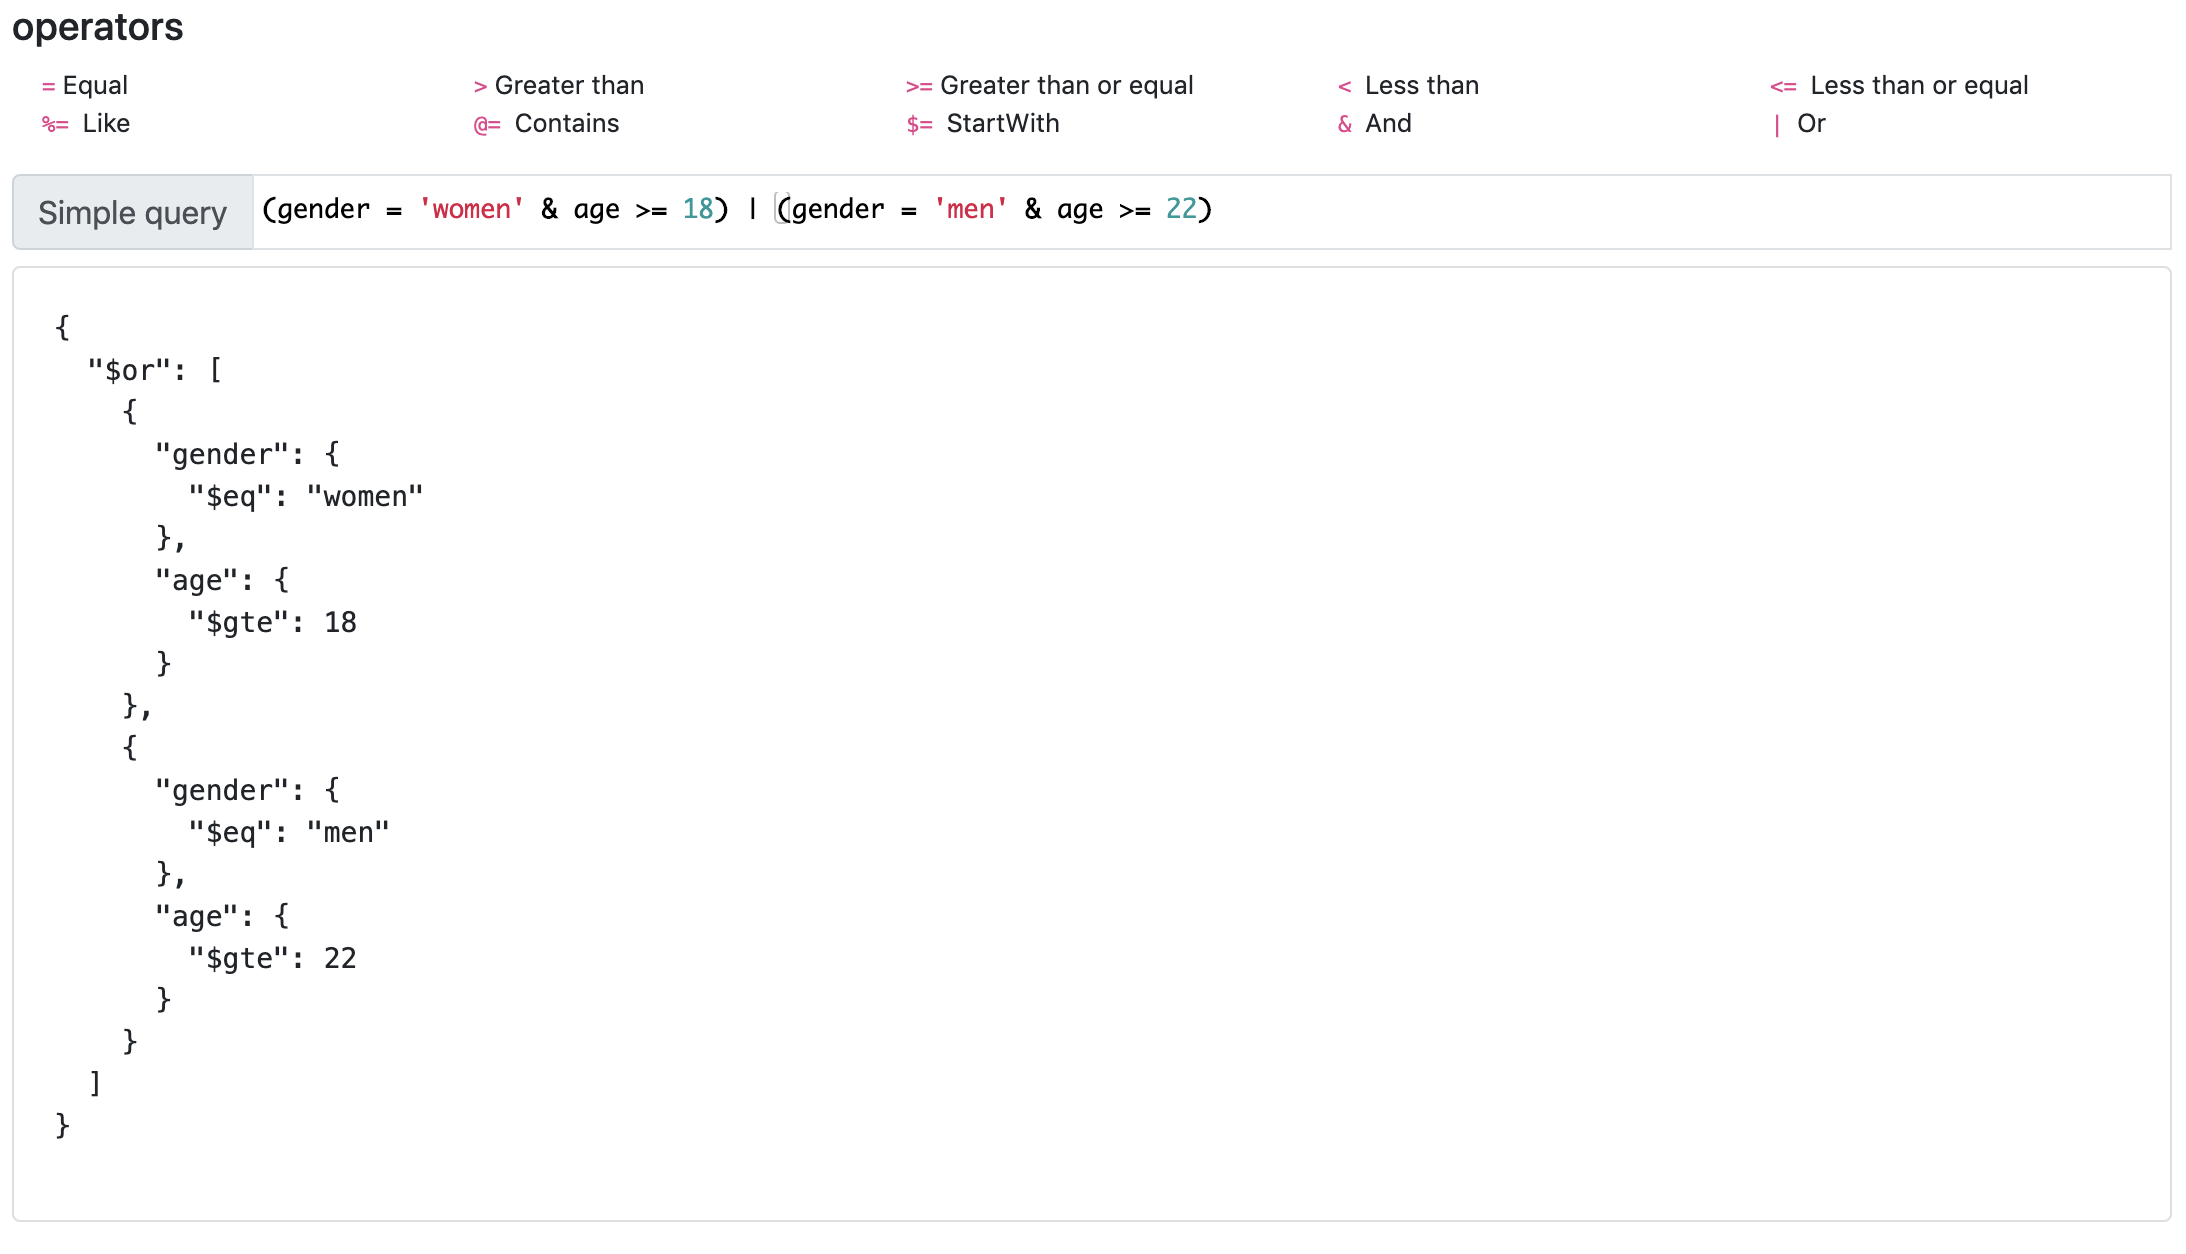 operators
= Equal > Greater than >= Greater than or equal < Less than <= Less than or equal
%= Like @= Contains $= StartWith & And | Or
Simple query (gender = 'women' & age >= 18) | (gender = 'men' & age >= 22)
{
  "$or": [
    {
      "gender": {
        "$eq": "women"
      },
      "age": {
        "$gte": 18
      }
    },
    {
      "gender": {
        "$eq": "men"
      },
      "age": {
        "$gte": 22
      }
    }
  ]
}